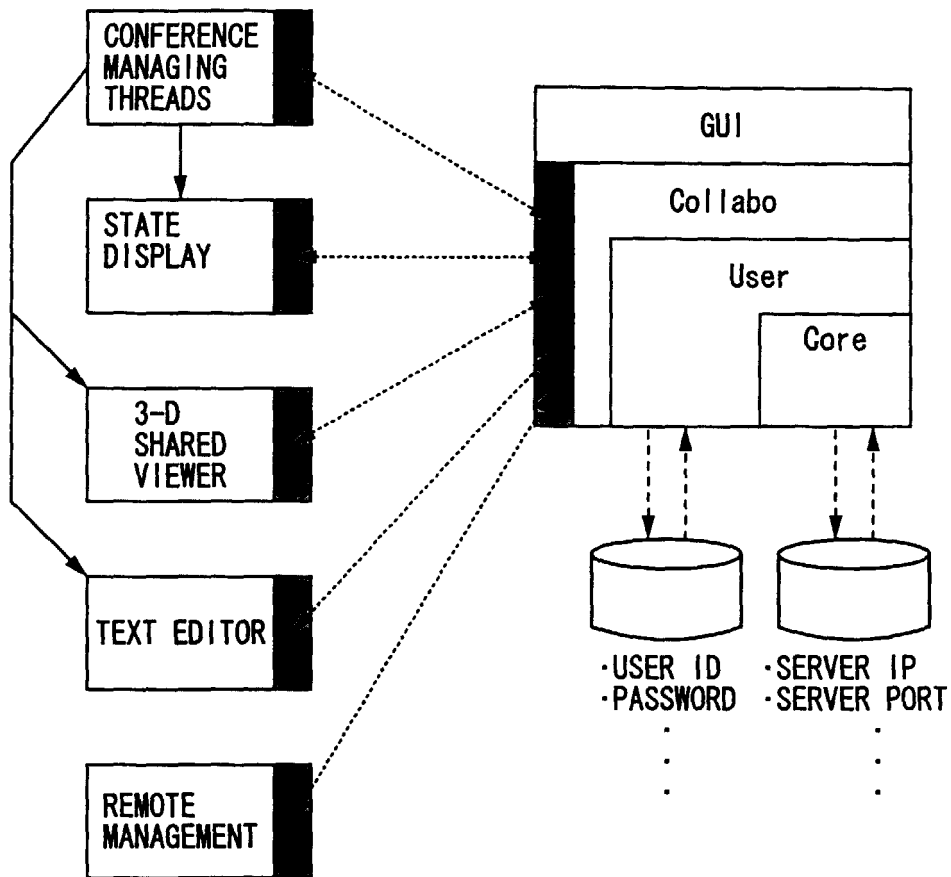 CONFERENCE
MANAGING
THREADS
STATE
DISPLAY
3-D
SHARED
VIEWER
TEXT EDITOR
REMOTE
MANAGEMENT
GUI
Collabo
User
Core
·USER ID
·PASSWORD
·SERVER IP
·SERVER PORT